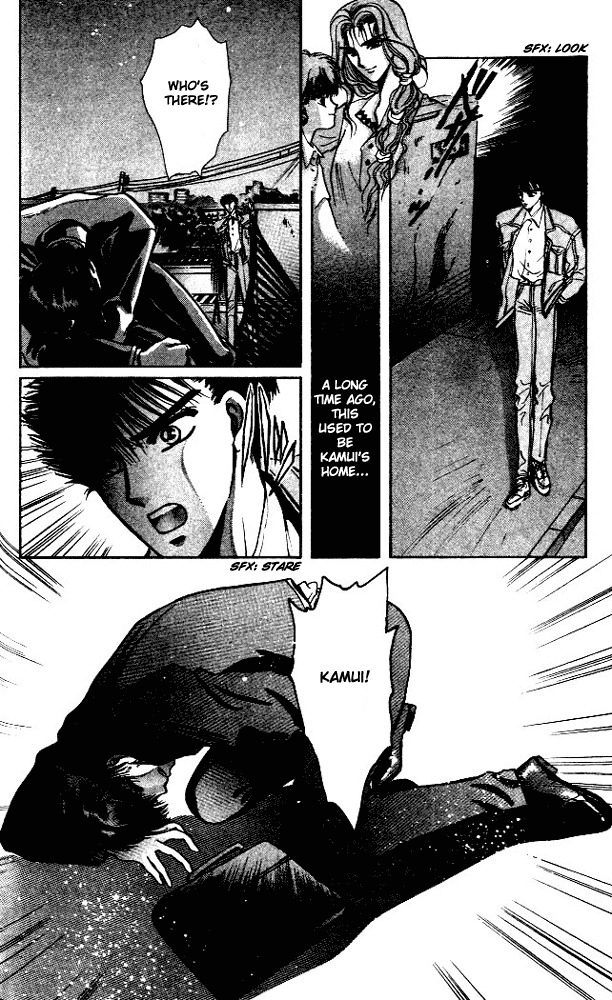 SFX: LOOK
A LONG
TIME AGO,
THIS
USED TO
BE
KAMUI'S
HOME...
WHO'S
THERE!?
SFX: STARE
KAMUI!